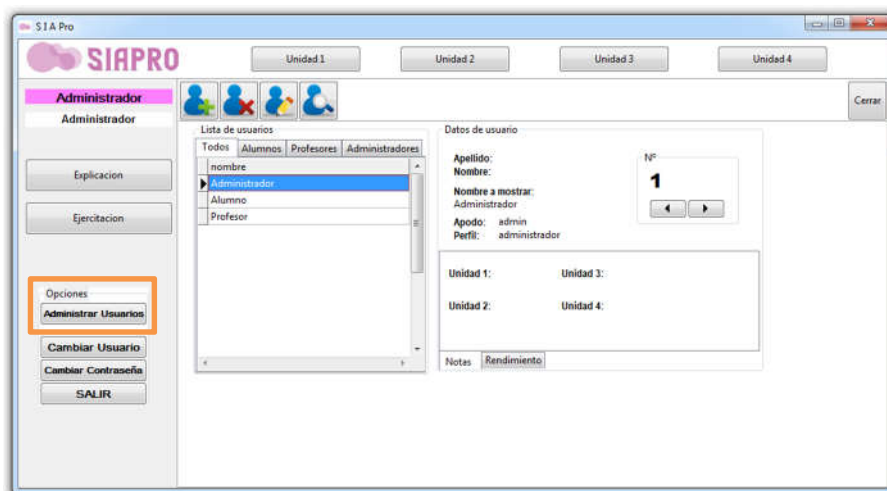 S I A Pro
SIAPRO
Unidad 1
Unidad 2
Unidad 3
Unidad 4
Administrador
Administrador
Cerrar
Explicacion
Ejercitacion
Opciones
Administrar Usuarios
Cambiar Usuario
Cambiar Contraseña
SALIR
Lista de usuarios
Todos
Alumnos
Profesores
Administradores
nombre
Administrador
Alumno
Profesor
Datos de usuario
Apellido:
Nombre:
Nombre a mostrar:
Administrador
Apodo: admin
Perfil: administrador
Nº
1
Unidad 1:
Unidad 3:
Unidad 2:
Unidad 4:
Notas
Rendimiento